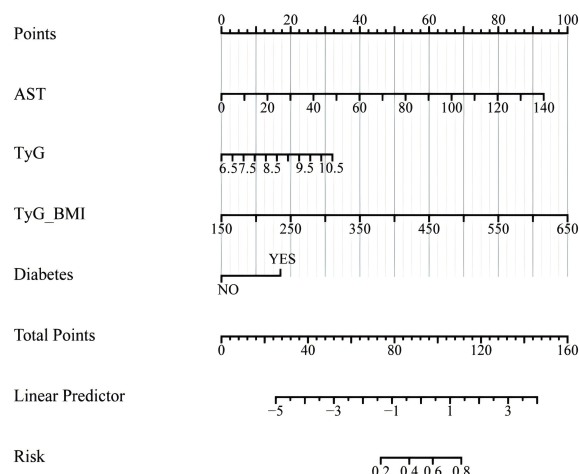 Points 0 20 40 60 80 100
AST 0 20 40 60 80 100 120 140
TyG 6.5 7.5 8.5 9.5 10.5
TyG_BMI 150 250 350 450 550 650
YES
Diabetes
NO
Total Points 0 40 80 120 160
Linear Predictor −5 −3 −1 1 3
Risk 0.2 0.4 0.6 0.8